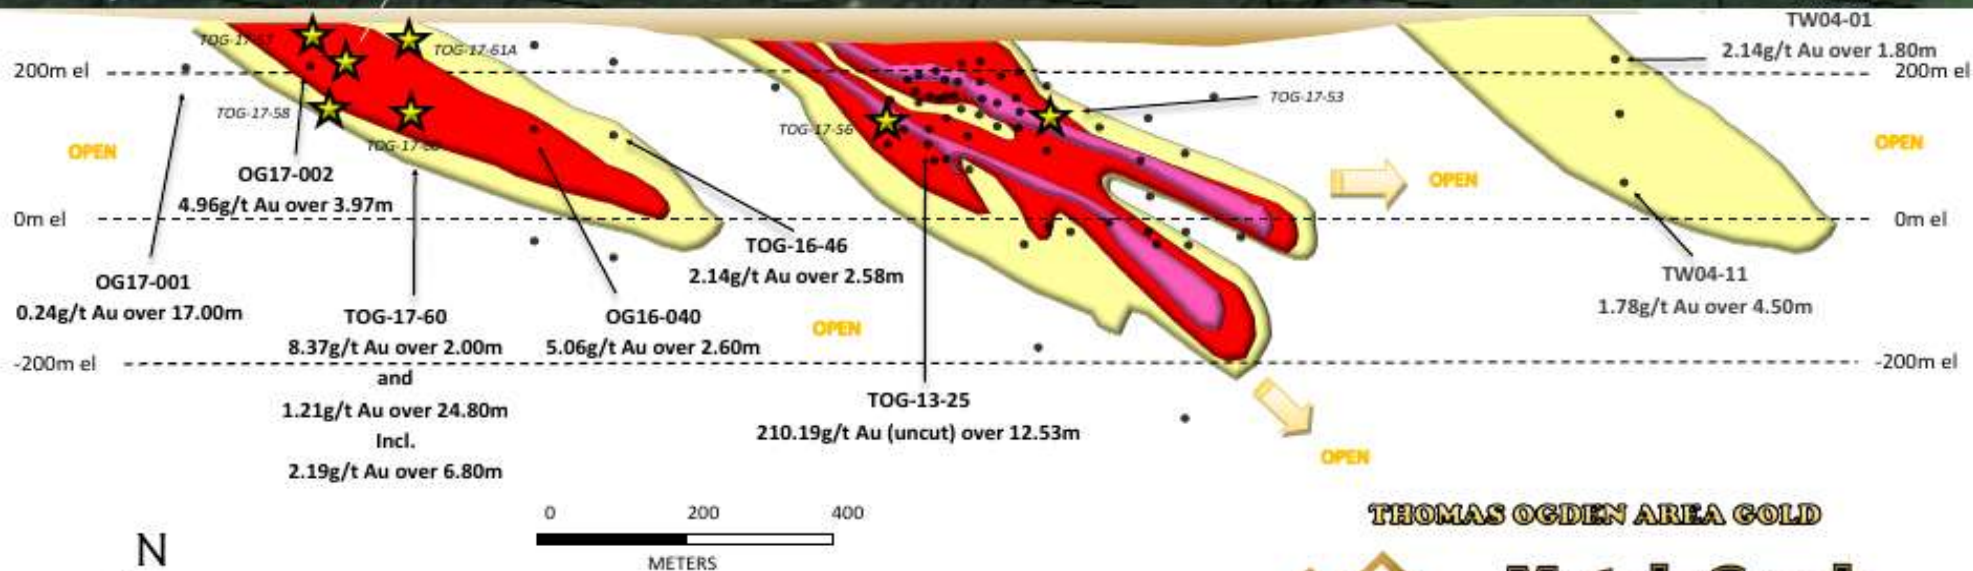 TW04-01
2.14g/t Au over 1.80m
TOG-17-61A
200m el
200m el
TOG-17-58
TOG-17-56
TOG-17-53
OPEN
OPEN
OPEN
OG17-002
4.96g/t Au over 3.97m
0m el
0m el
TOG-16-46
2.14g/t Au over 2.58m
OG17-001
0.24g/t Au over 17.00m
TW04-11
1.78g/t Au over 4.50m
TOG-17-60
8.37g/t Au over 2.00m
and
1.21g/t Au over 24.80m
Incl.
2.19g/t Au over 6.80m
OG16-040
5.06g/t Au over 2.60m
OPEN
-200m el
-200m el
TOG-13-25
210.19g/t Au (uncut) over 12.53m
OPEN
0 200 400
METERS
THOMAS OGDEN AREA GOLD
N